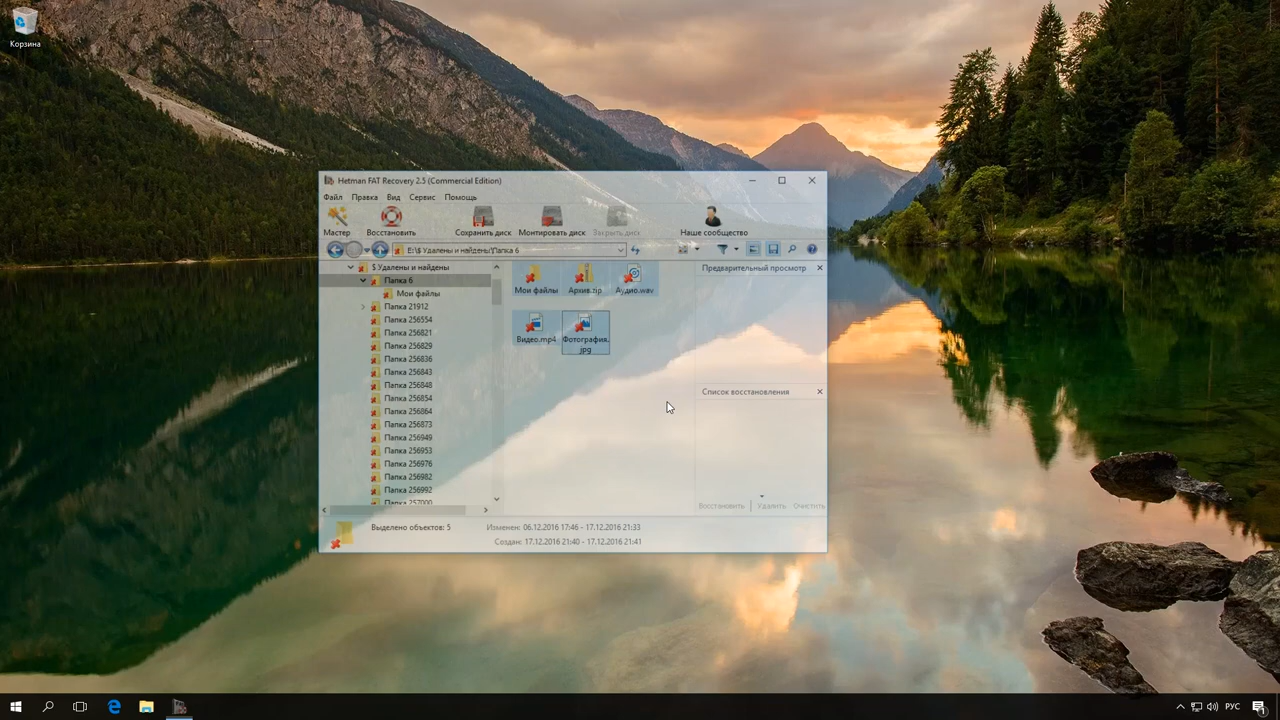 Корзина
Hetman FAT Recovery 2.5 (Commercial Edition)
Файл Правка Вид Сервис Помощь
Мастер Восстановить Сохранить диск Монтировать диск Закрыть диск Наше сообщество
E:\$ Удалены и найдены\Папка 6
$ Удалены и найдены
Папка 6
Мои файлы
Папка 21912
Папка 256554
Папка 256821
Папка 256829
Папка 256836
Папка 256843
Папка 256848
Папка 256854
Папка 256864
Папка 256873
Папка 256949
Папка 256953
Папка 256976
Папка 256982
Папка 256992
Папка 257000
Мои файлы Архив.zip Аудио.wav
Видео.mp4 Фотография.
jpg
Предварительный просмотр
Список восстановления
Восстановить Удалить Очистить
Выделено объектов: 5 Изменен: 06.12.2016 17:46 - 17.12.2016 21:33
Создан: 17.12.2016 21:40 - 17.12.2016 21:41
РУС
1